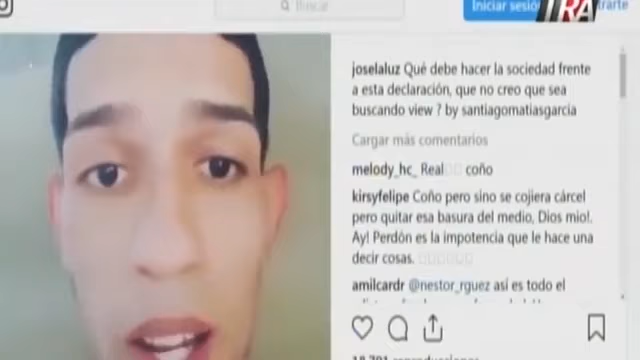 Buscar
Iniciar sesión
RA
joselaluz Qué debe hacer la sociedad frente
a esta declaración, que no creo que sea
buscando view ? by santiagomatiasgarcia
Cargar más comentarios
melody_hc_ Real coño
kirsyfelipe Coño pero sino se cojiera cárcel
pero quitar esa basura del medio, Dios mio!.
Ay! Perdón es la impotencia que le hace una
decir cosas.
amilcardr @nestor_rguez así es todo el